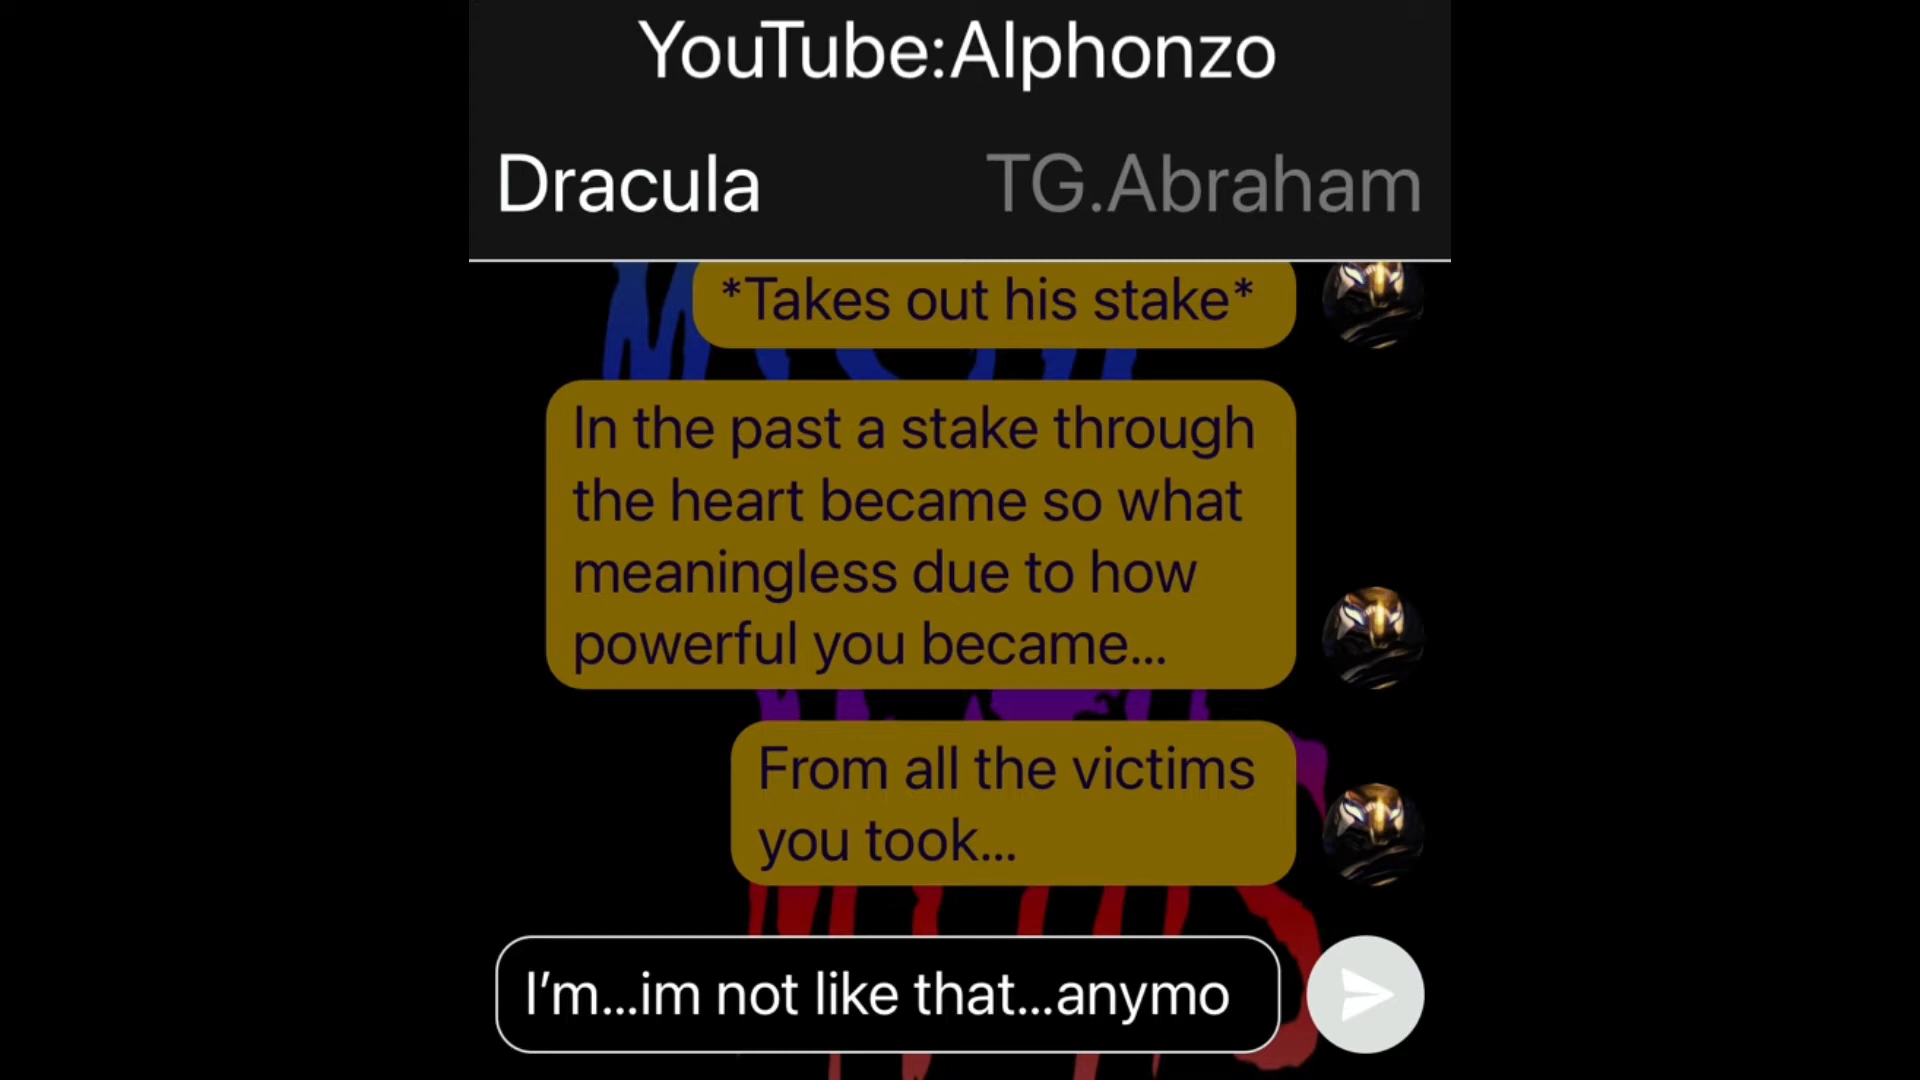 YouTube:Alphonzo
Dracula
TG.Abraham
*Takes out his stake*
In the past a stake through
the heart became so what
meaningless due to how
powerful you became...
From all the victims
you took...
I’m...im not like that...anymo